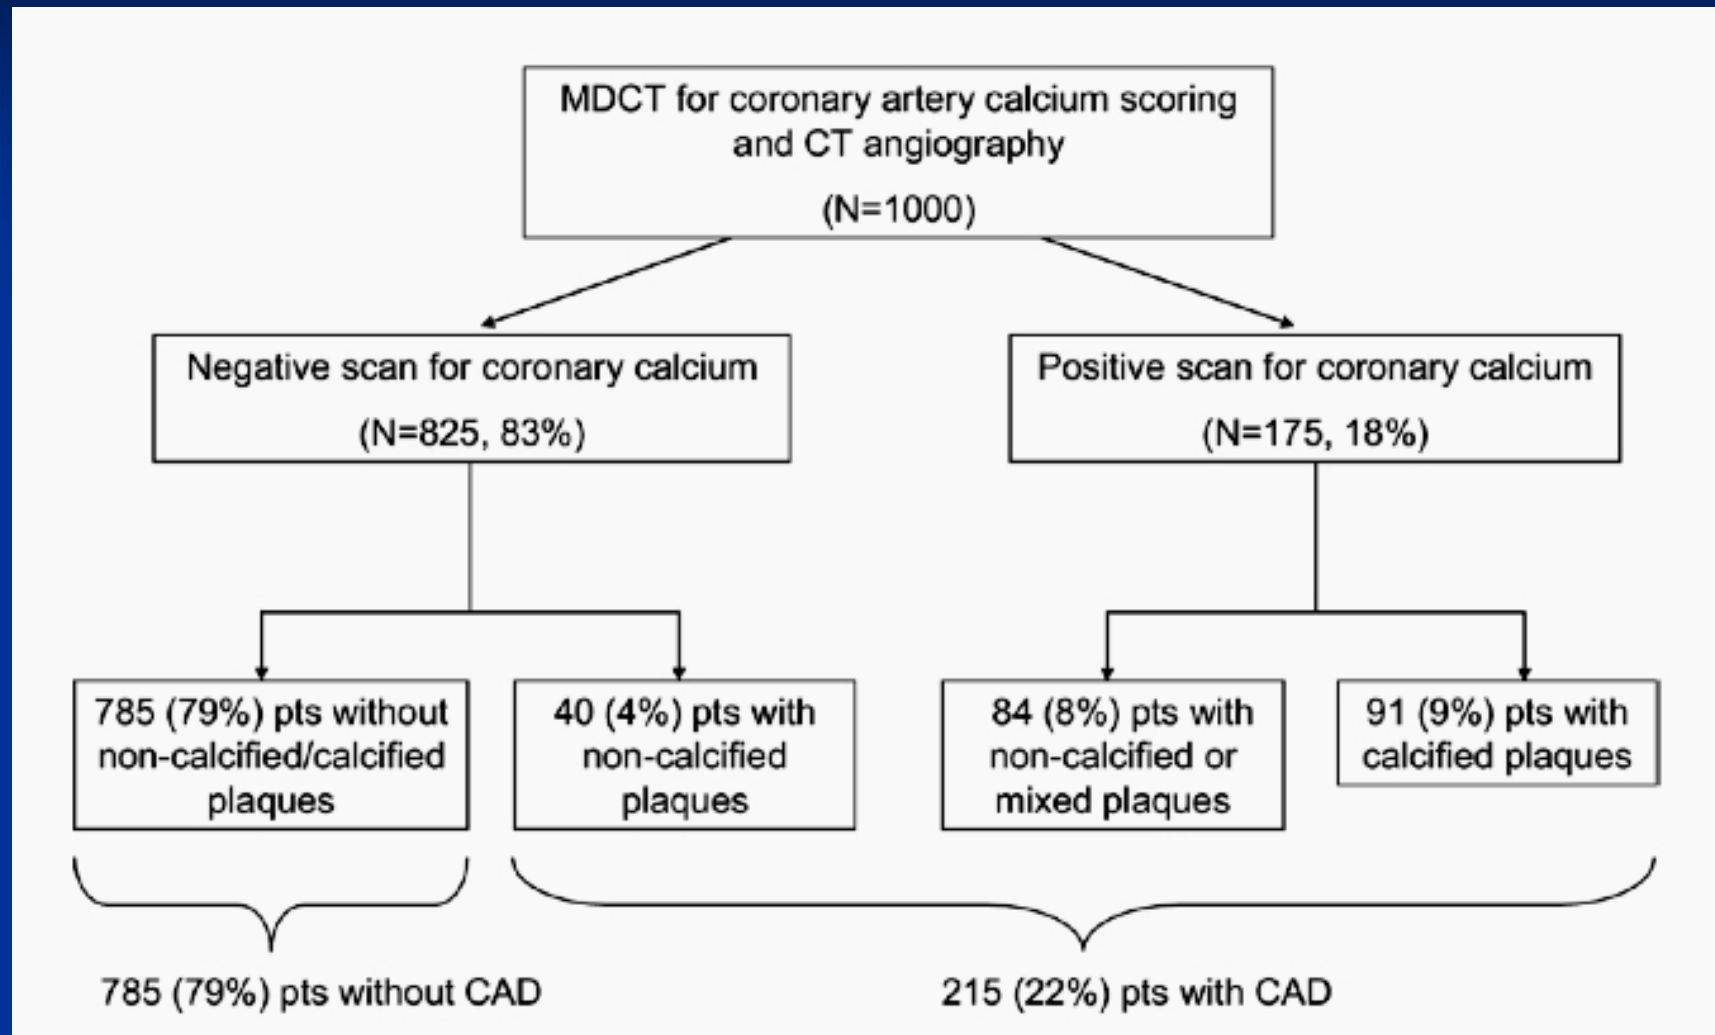 MDCT for coronary artery calcium scoring
and CT angiography
(N=1000)
Negative scan for coronary calcium
(N=825, 83%)
Positive scan for coronary calcium
(N=175, 18%)
785 (79%) pts without
non-calcified/calcified
plaques
40 (4%) pts with
non-calcified
plaques
84 (8%) pts with
non-calcified or
mixed plaques
91 (9%) pts with
calcified plaques
785 (79%) pts without CAD
215 (22%) pts with CAD